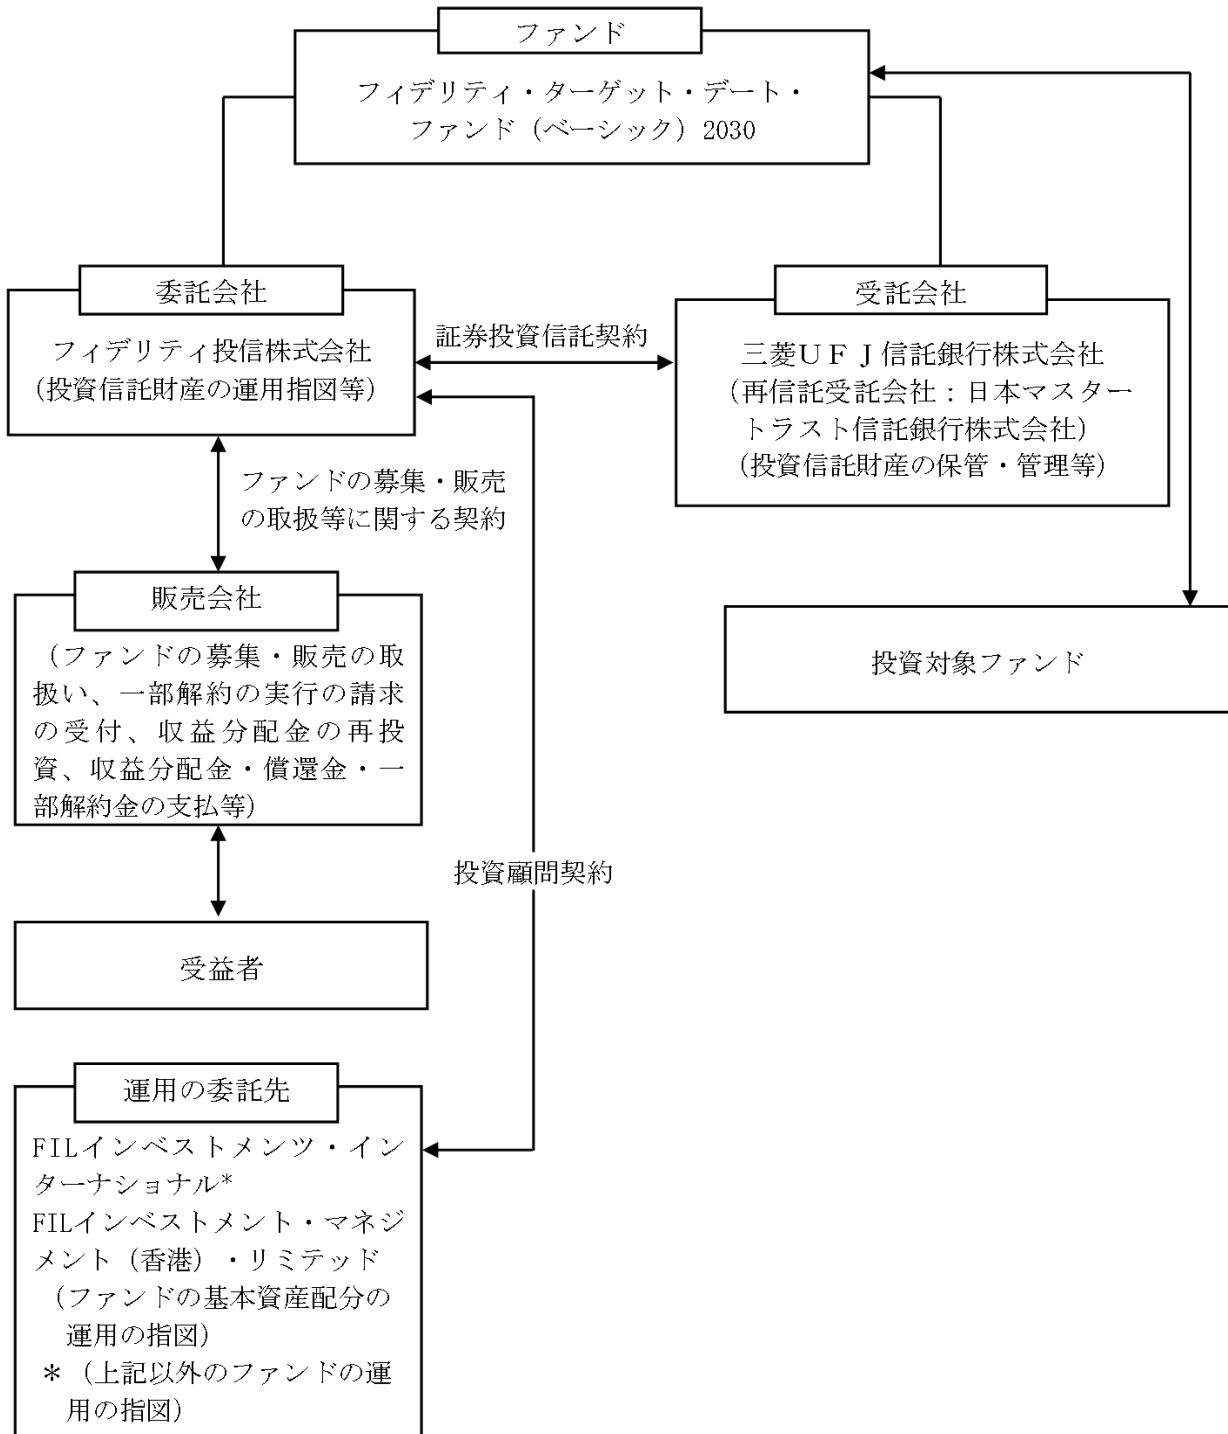 ファンド
フィデリティ・ターゲット・デート・
ファンド（ベーシック）2030
委託会社
フィデリティ投信株式会社
（投資信託財産の運用指図等）
証券投資信託契約
受託会社
三菱ＵＦＪ信託銀行株式会社
（再信託受託会社：日本マスター
トラスト信託銀行株式会社）
（投資信託財産の保管・管理等）
ファンドの募集・販売
の取扱等に関する契約
販売会社
（ファンドの募集・販売の取
扱い、一部解約の実行の請求
の受付、収益分配金の再投
資、収益分配金・償還金・一
部解約金の支払等）
投資対象ファンド
投資顧問契約
受益者
運用の委託先
FILインベストメンツ・イン
ターナショナル*
FILインベストメント・マネジ
メント（香港）・リミテッド
（ファンドの基本資産配分の
運用の指図）
＊（上記以外のファンドの運
用の指図）